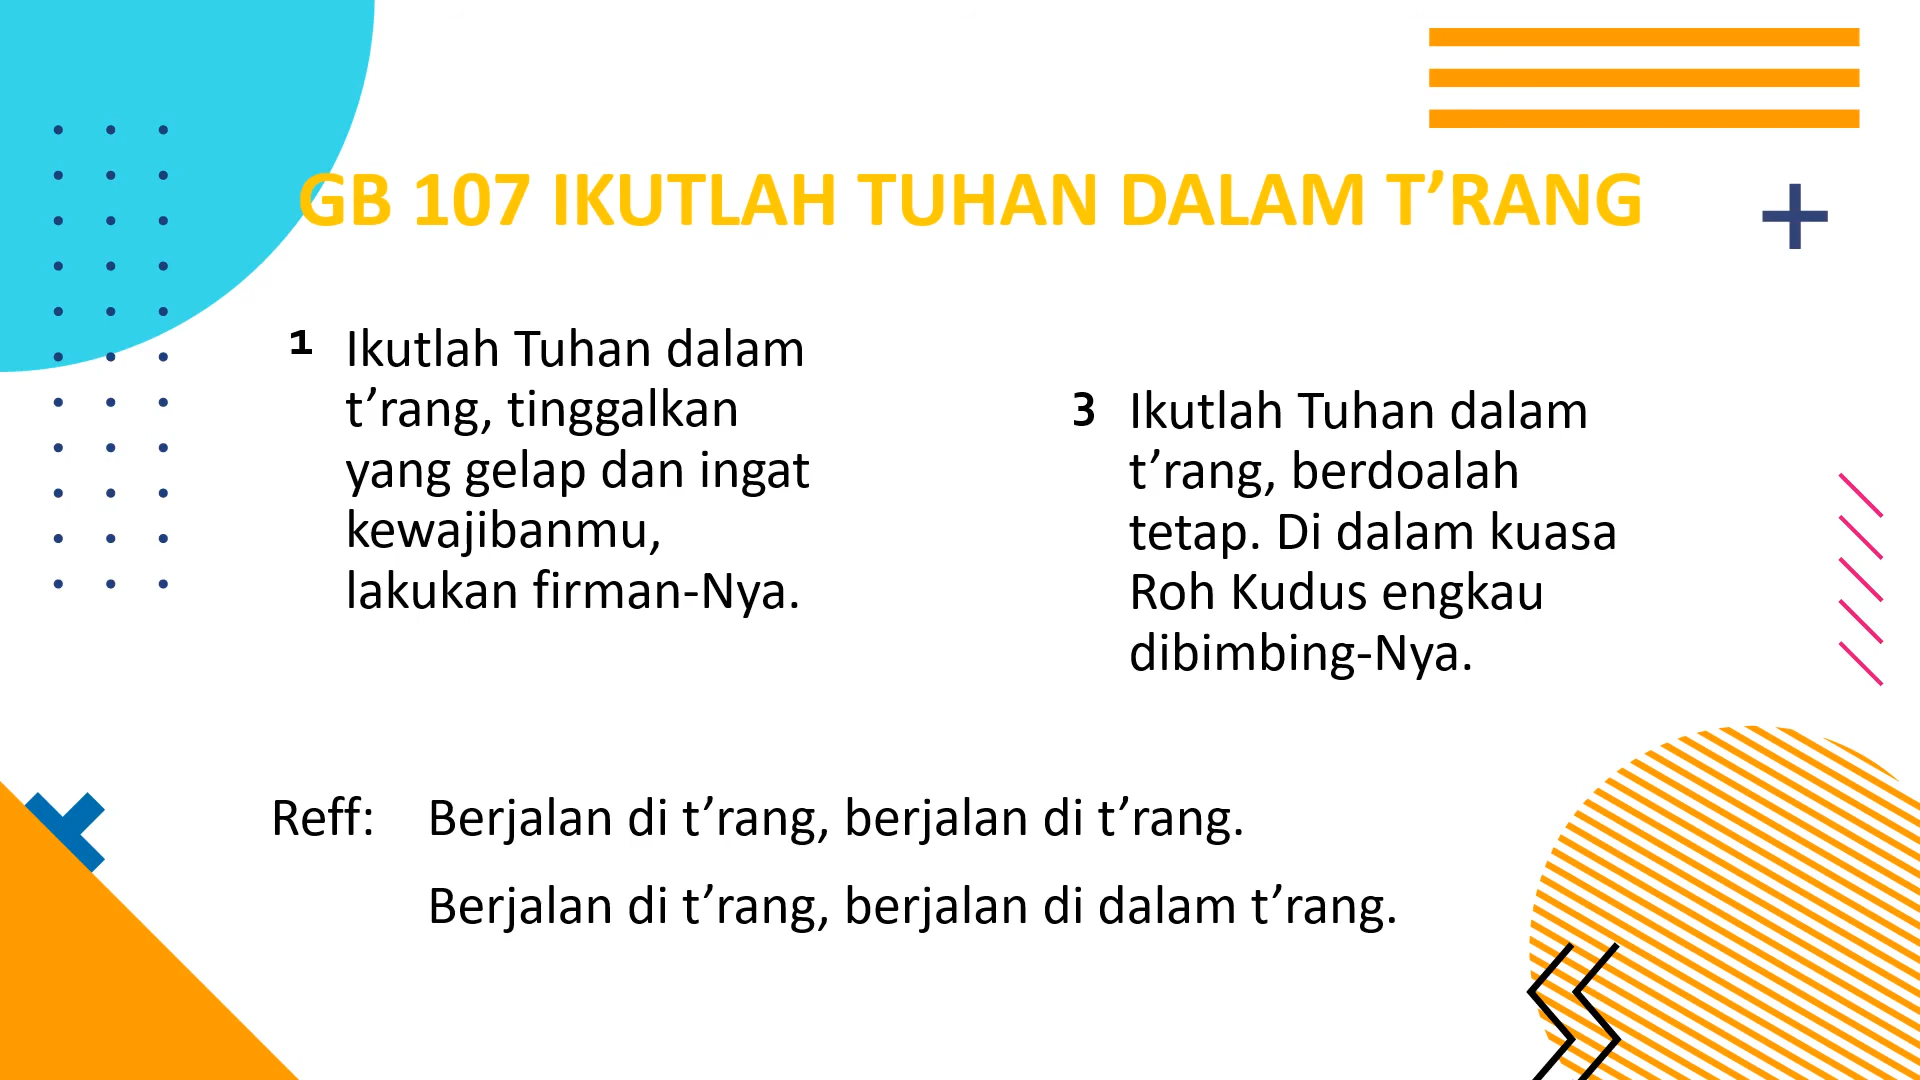 GB 107 IKUTLAH TUHAN DALAM T’RANG
1 Ikutlah Tuhan dalam
t’rang, tinggalkan
yang gelap dan ingat
kewajibanmu,
lakukan firman-Nya.
3 Ikutlah Tuhan dalam
t’rang, berdoalah
tetap. Di dalam kuasa
Roh Kudus engkau
dibimbing-Nya.
Reff: Berjalan di t’rang, berjalan di t’rang.
Berjalan di t’rang, berjalan di dalam t’rang.